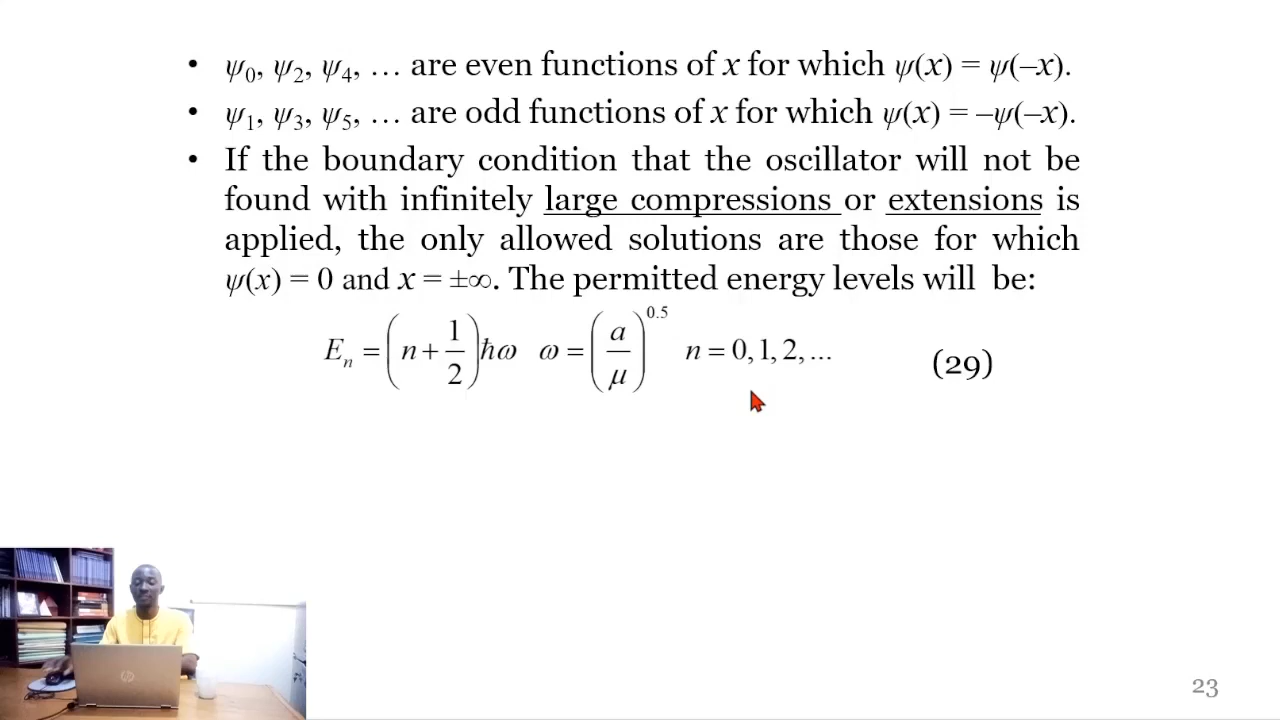 • ψ0, ψ2, ψ4, … are even functions of x for which ψ(x) = ψ(–x).
• ψ1, ψ3, ψ5, … are odd functions of x for which ψ(x) = –ψ(–x).
• If the boundary condition that the oscillator will not be
found with infinitely large compressions or extensions is
applied, the only allowed solutions are those for which
ψ(x) = 0 and x = ±∞. The permitted energy levels will be:
Eₙ = (n + 1/2)ħω ω = (a/μ)^0.5 n = 0, 1, 2, ... (29)
hp
23